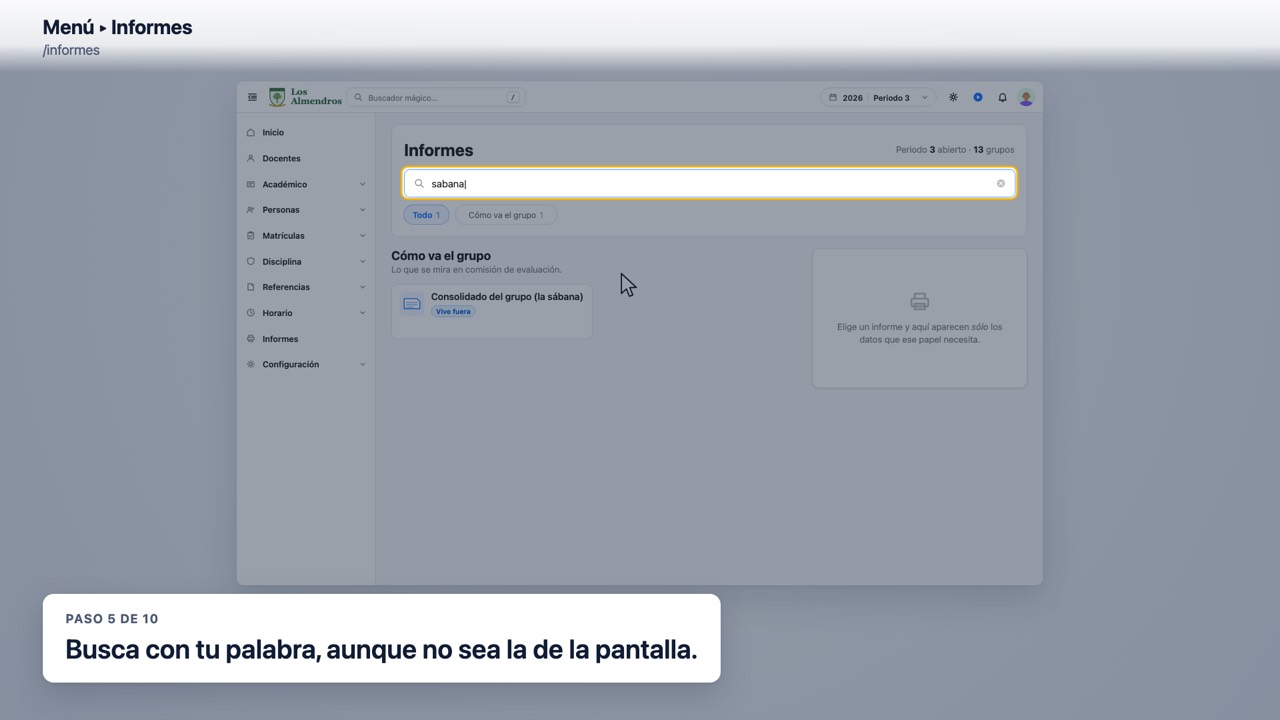 Menú ▸ Informes
/informes
Los Almendros
Buscador mágico...
/
2026 Periodo 3
Inicio
Docentes
Académico
Personas
Matrículas
Disciplina
Referencias
Horario
Informes
Configuración
Informes
Periodo 3 abierto · 13 grupos
sabana
Todo 1
Cómo va el grupo 1
Cómo va el grupo
Lo que se mira en comisión de evaluación.
Consolidado del grupo (la sábana)
Vive fuera
Elige un informe y aquí aparecen sólo los
datos que ese papel necesita.
PASO 5 DE 10
Busca con tu palabra, aunque no sea la de la pantalla.